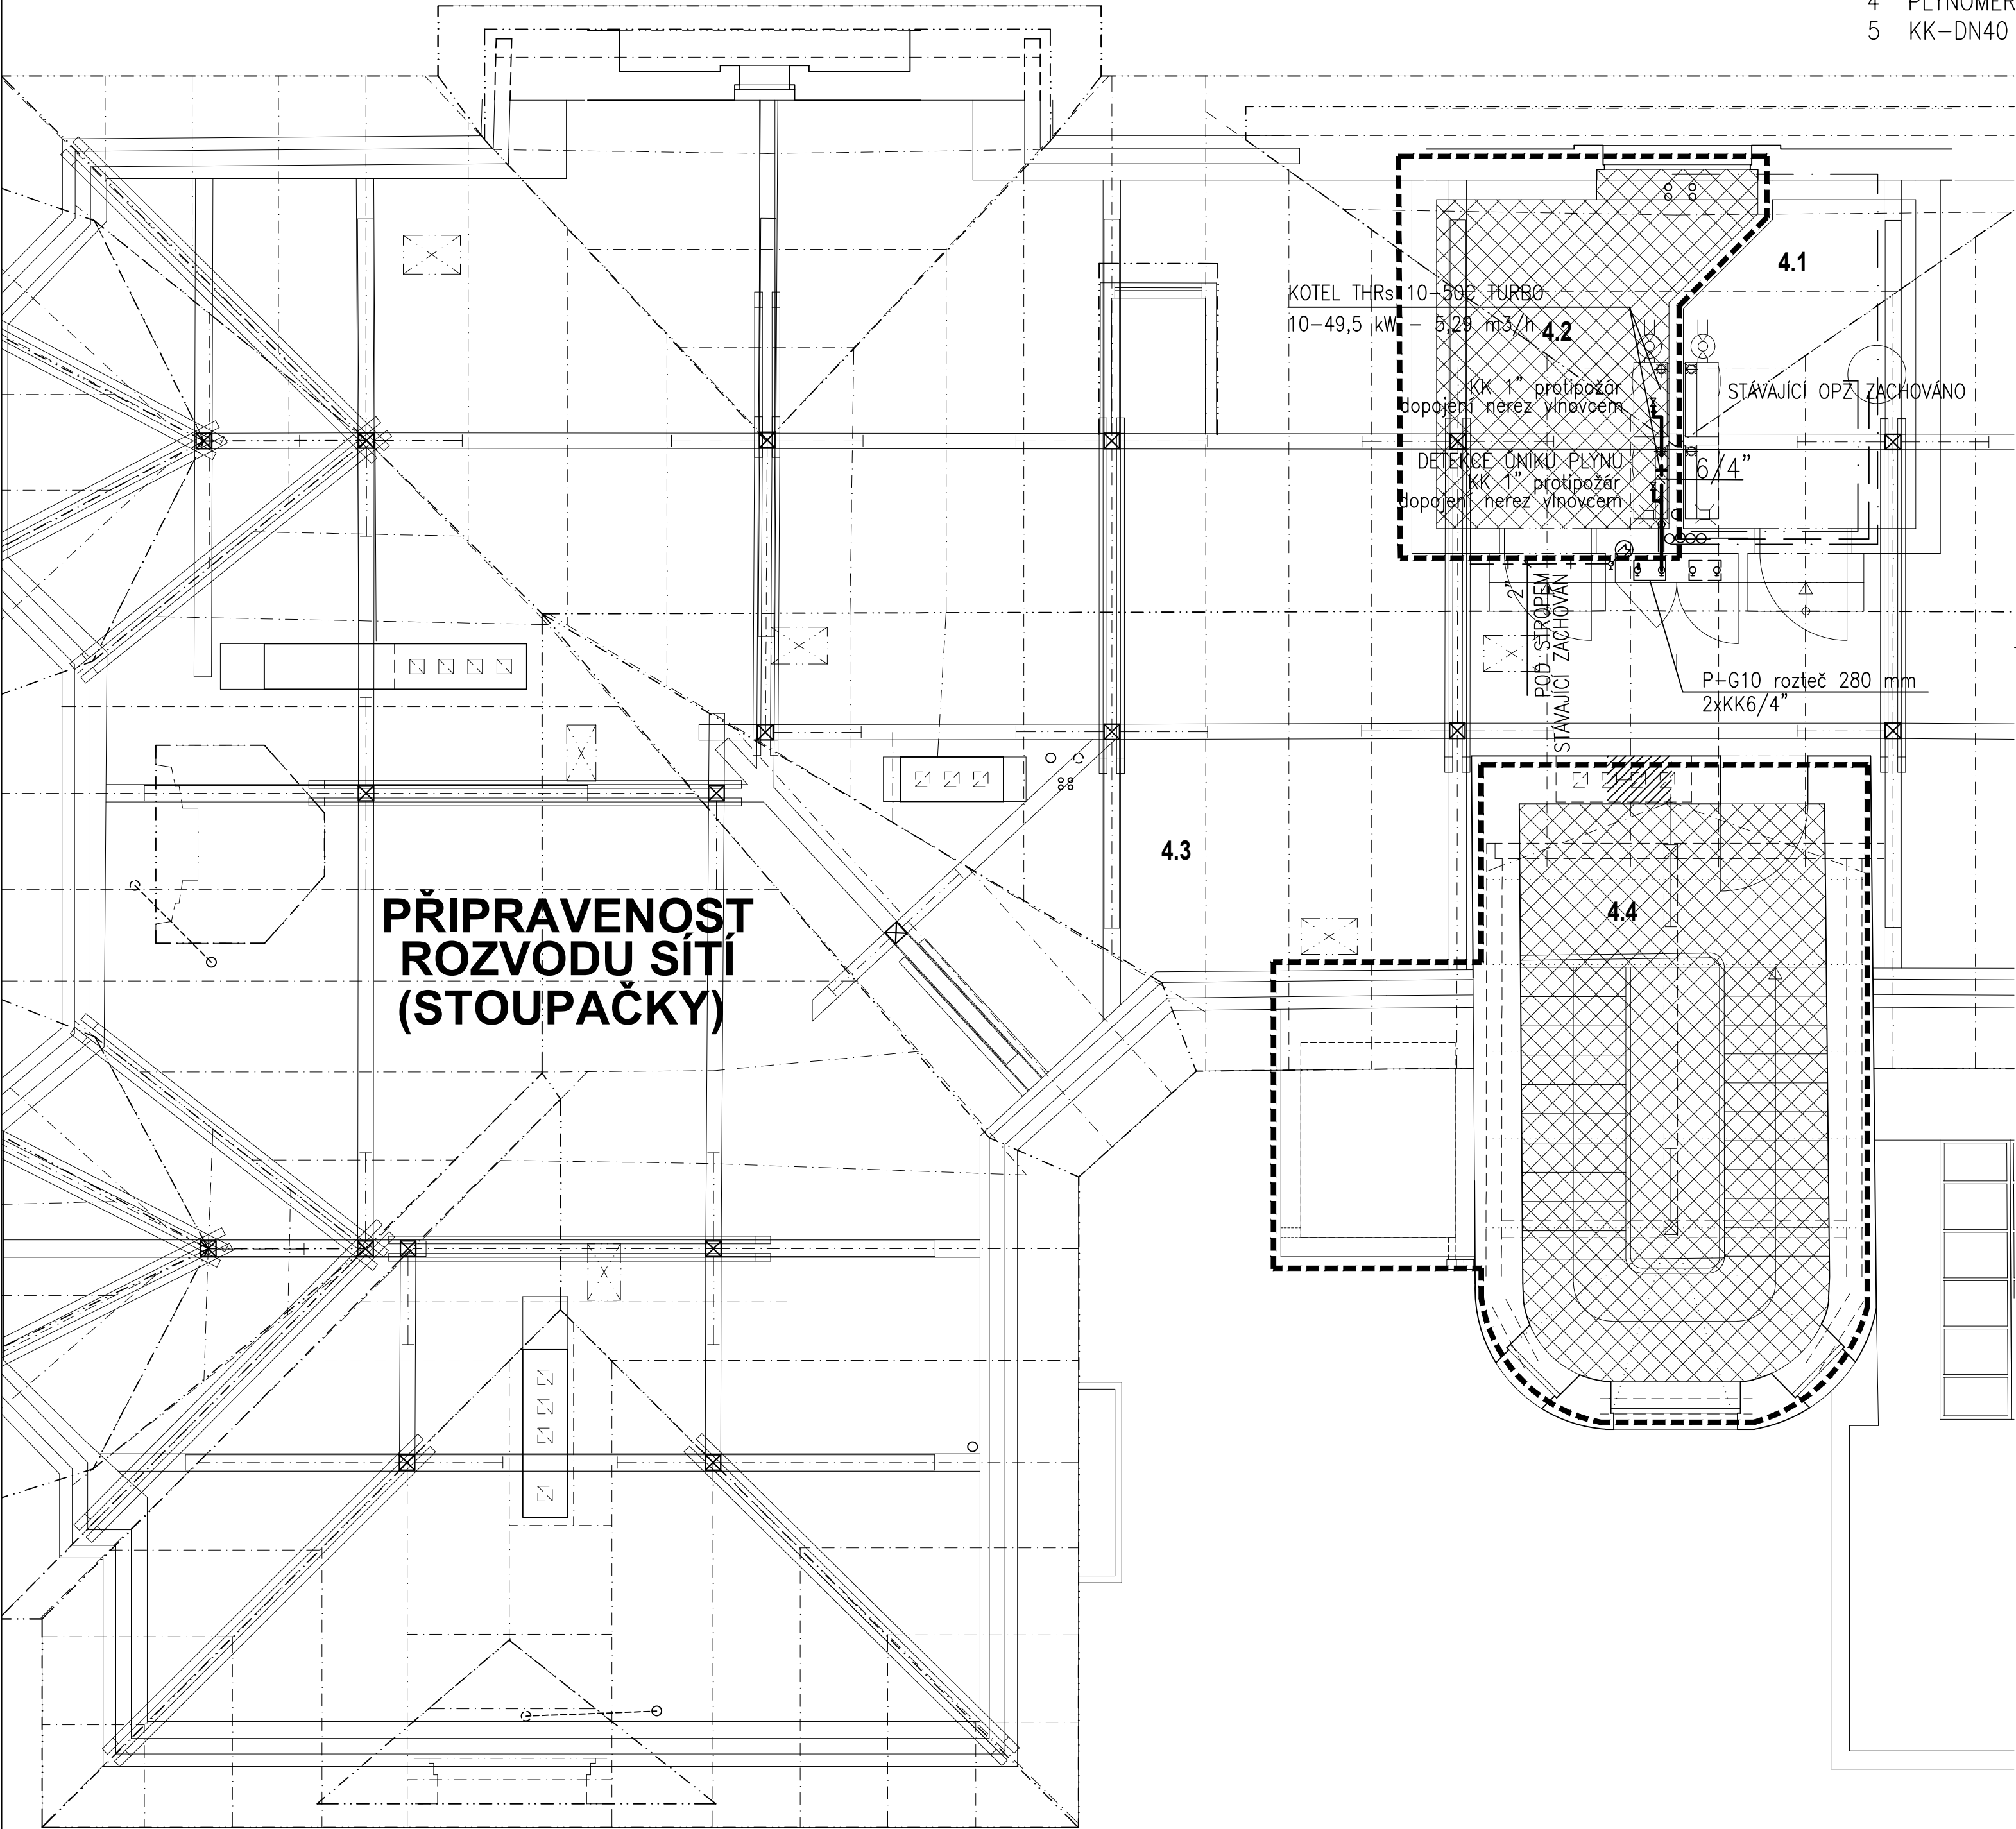 4 PLYNOMĚR
5 KK-DN40
4.1
KOTEL THRs 10-50C TURBO
10-49,5 kW - 5,29 m3/h
4.2
KK 1" protipožár
dopojení nerez vlnovcem
STÁVAJÍCÍ OPZ ZACHOVÁNO
DETEKCE ÚNIKU PLYNU
KK 1" protipožár
dopojení nerez vlnovcem
6/4"
2"
POD STROPEM
STÁVAJÍCÍ ZACHOVÁN
P-G10 rozteč 280 mm
2xKK6/4"
4.3
4.4
PŘIPRAVENOST
ROZVODU SÍTÍ
(STOUPAČKY)